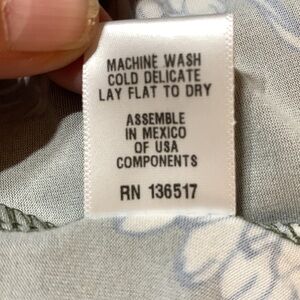 MACHINE WASH
COLD DELICATE
LAY FLAT TO DRY
ASSEMBLE
IN MEXICO
OF USA
COMPONENTS
RN 136517